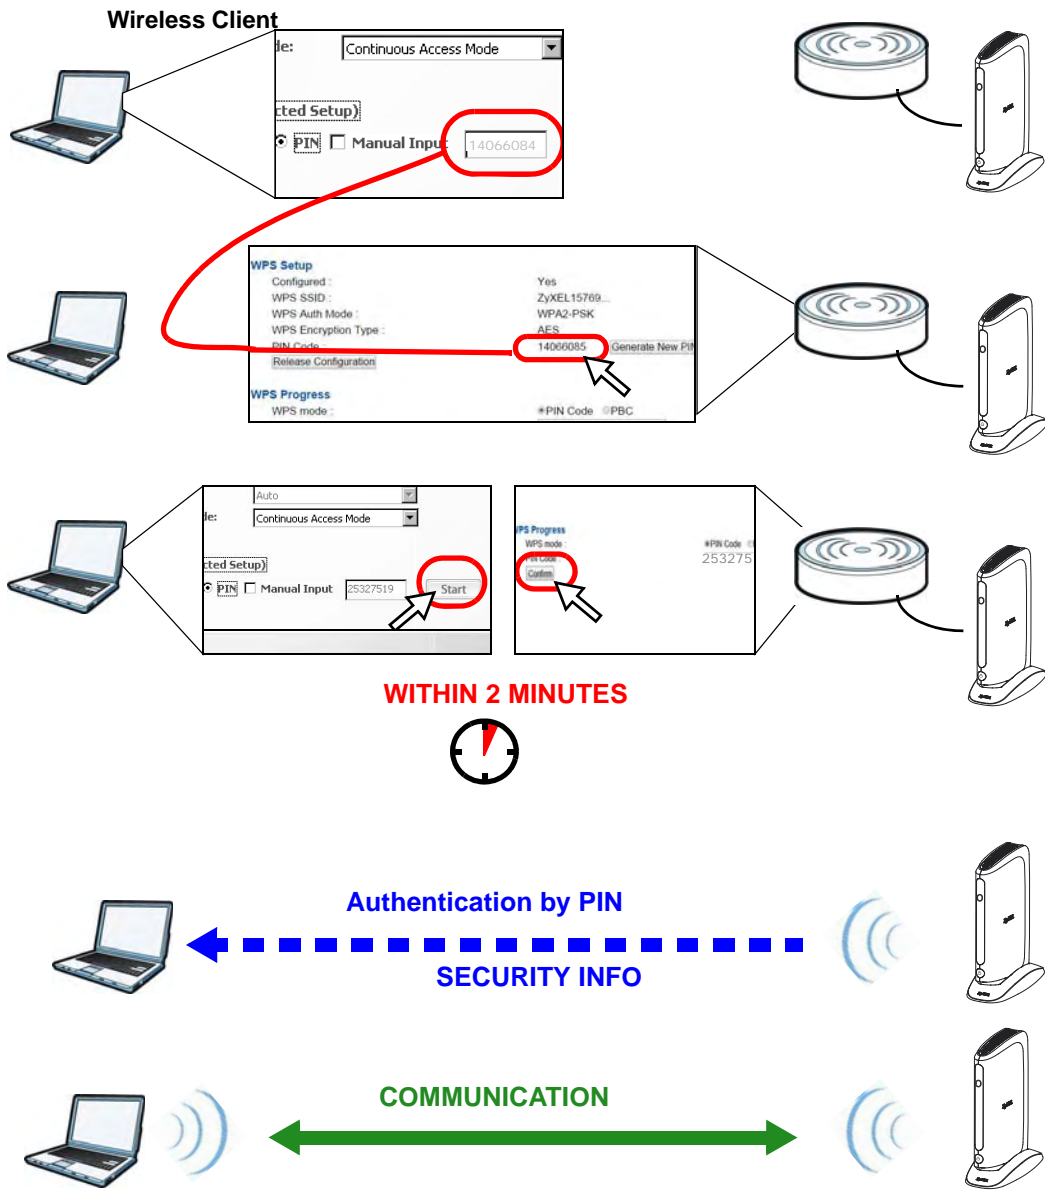 Wireless Client
de:
Continuous Access Mode
cted Setup)
PIN Manual Input 14066084
WPS Setup
Configured : Yes
WPS SSID : ZyXEL15769...
WPS Auth Mode : WPA2-PSK
WPS Encryption Type : AES
PIN Code : 14066085 Generate New PIN
Release Configuration
WPS Progress
WPS mode : PIN Code PBC
Auto
de: Continuous Access Mode
cted Setup)
PIN Manual Input 25327519 Start
WPS Progress
WPS mode : PIN Code
PIN Code : 253275
Confirm
WITHIN 2 MINUTES
Authentication by PIN
SECURITY INFO
COMMUNICATION